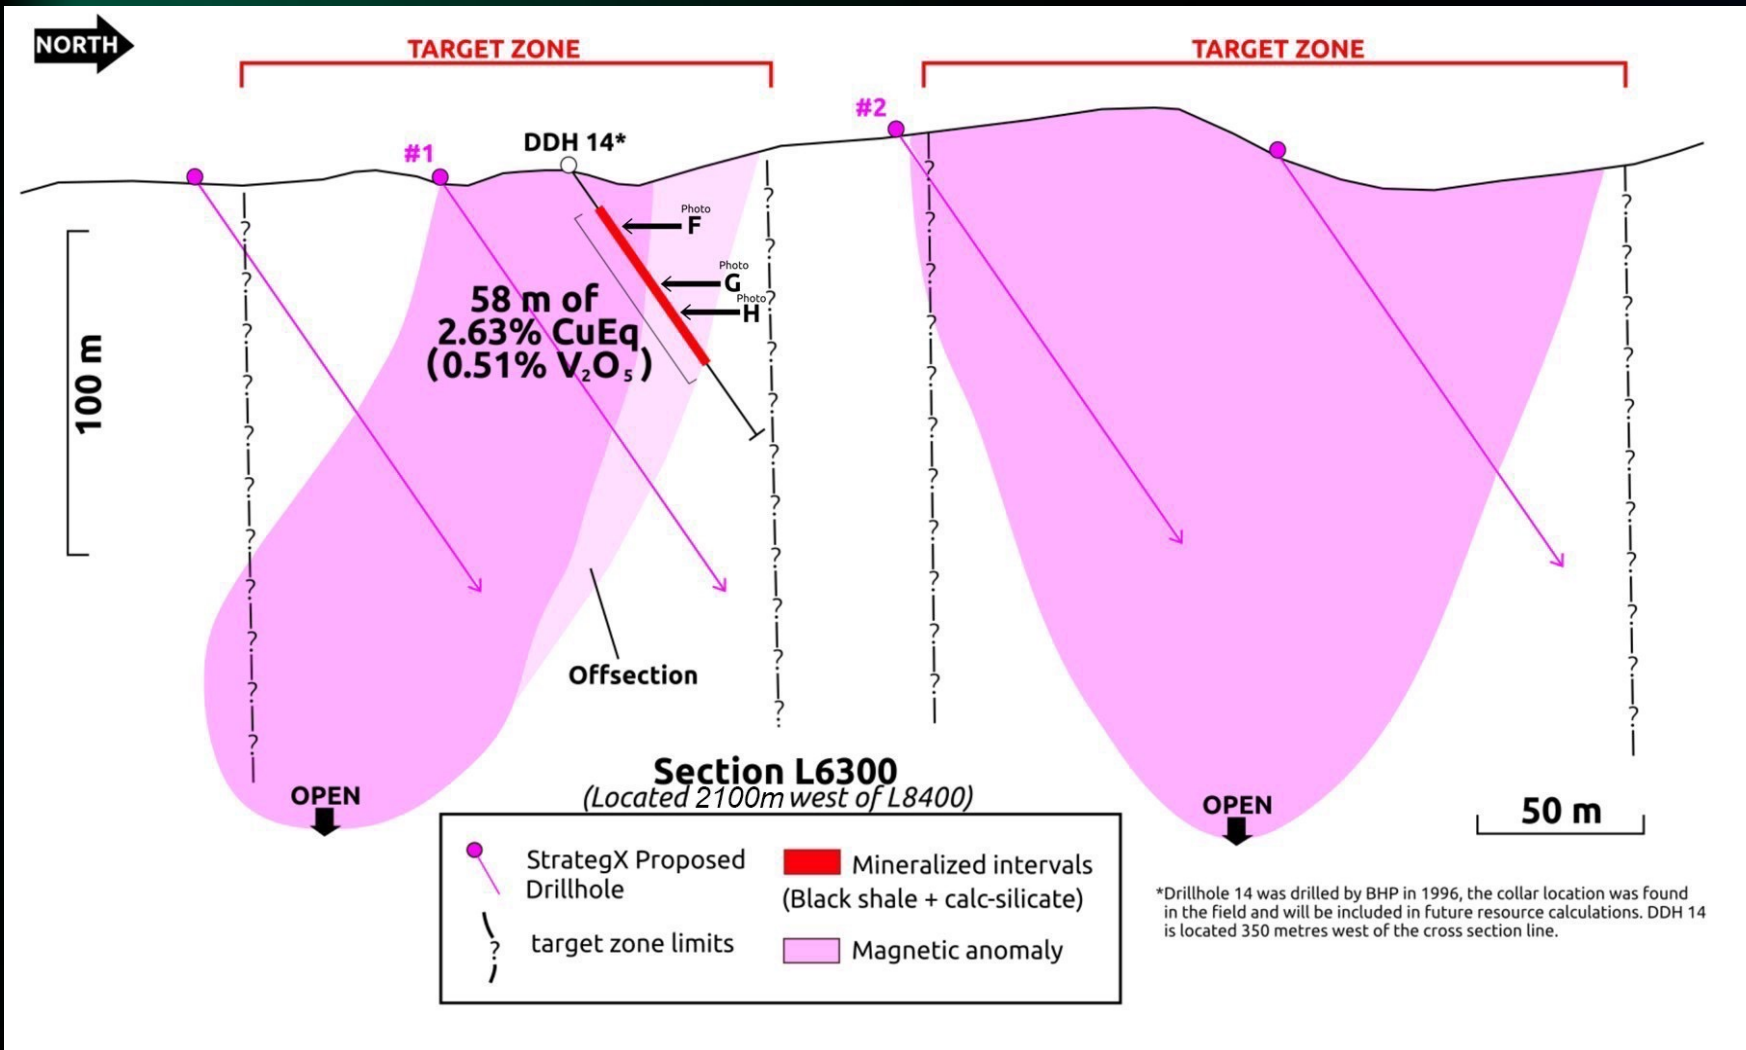 NORTH
TARGET ZONE
TARGET ZONE
#2
DDH 14*
#1
Photo
F
Photo
G
Photo
H
58 m of
2.63% CuEq
(0.51% V₂O₅)
100 m
Offsection
OPEN
OPEN
50 m
Section L6300
(Located 2100m west of L8400)
StrategX Proposed
Drillhole
target zone limits
Mineralized intervals
(Black shale + calc-silicate)
Magnetic anomaly
*Drillhole 14 was drilled by BHP in 1996, the collar location was found
in the field and will be included in future resource calculations. DDH 14
is located 350 metres west of the cross section line.